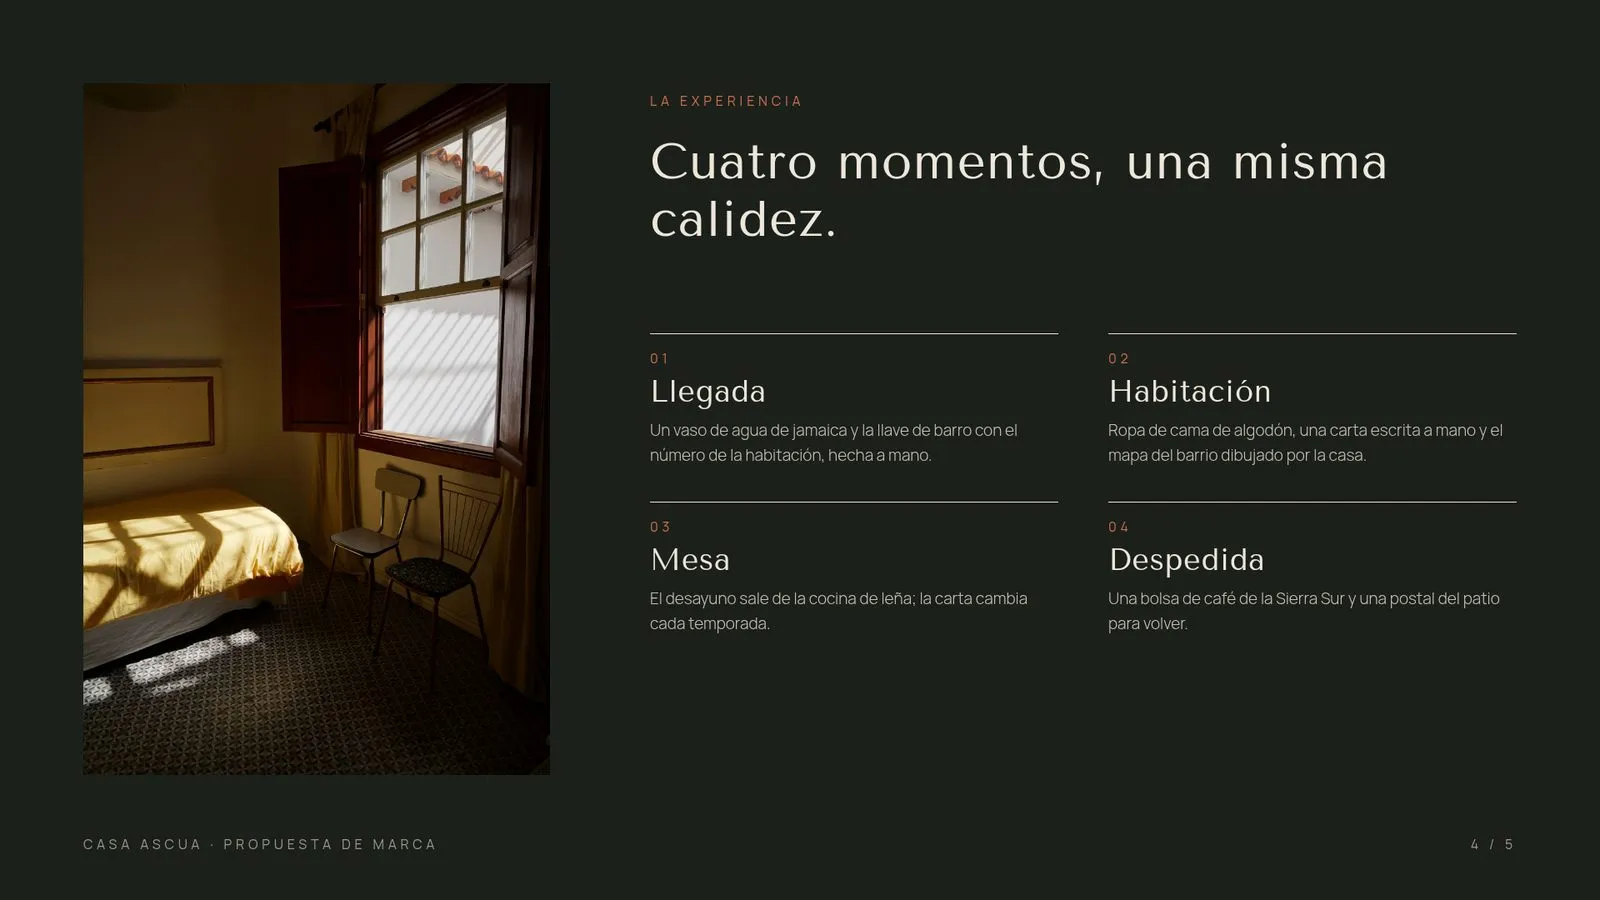 LA EXPERIENCIA
Cuatro momentos, una misma
calidez.
01
Llegada
Un vaso de agua de jamaica y la llave de barro con el
número de la habitación, hecha a mano.
02
Habitación
Ropa de cama de algodón, una carta escrita a mano y el
mapa del barrio dibujado por la casa.
03
Mesa
El desayuno sale de la cocina de leña; la carta cambia
cada temporada.
04
Despedida
Una bolsa de café de la Sierra Sur y una postal del patio
para volver.
CASA ASCUA · PROPUESTA DE MARCA
4 / 5